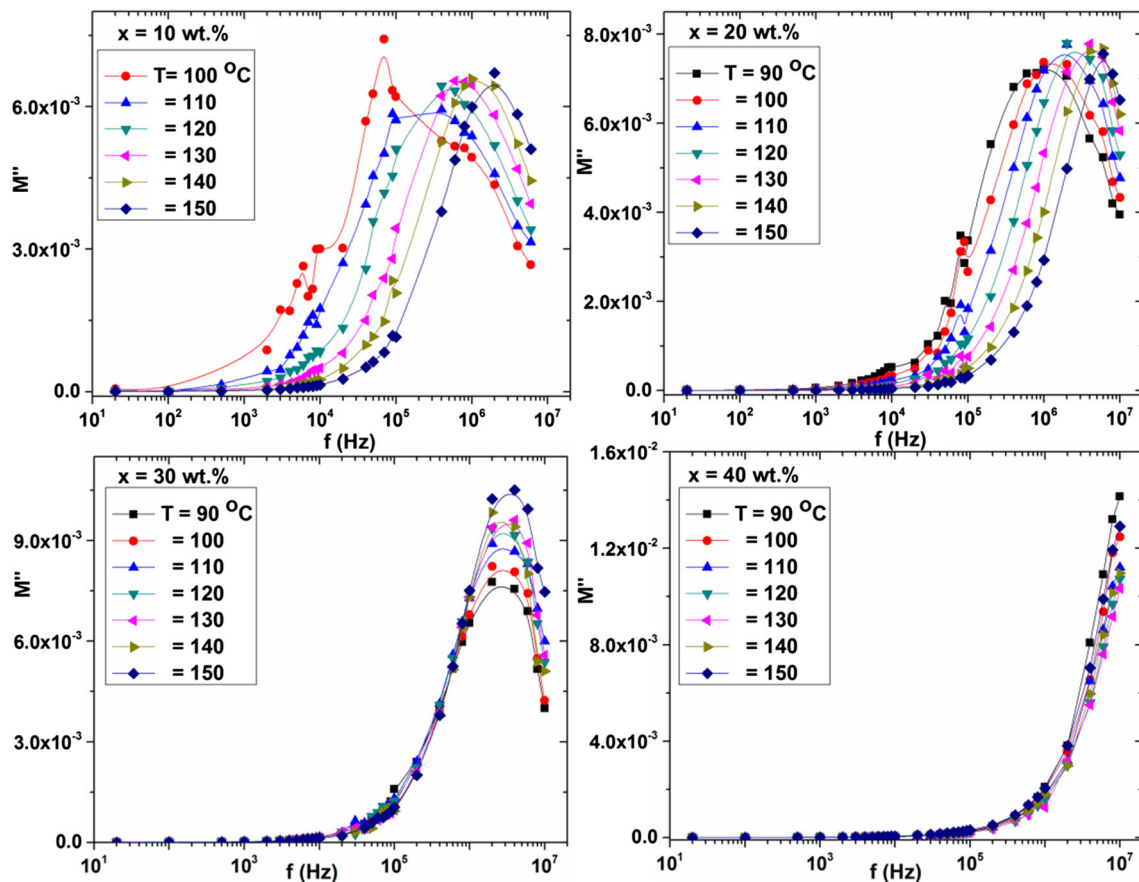 x = 10 wt.%
T= 100 °C
= 110
= 120
= 130
= 140
= 150
M''
6.0x10⁻³
3.0x10⁻³
0.0
10¹ 10² 10³ 10⁴ 10⁵ 10⁶ 10⁷
f (Hz)
x = 20 wt.%
T = 90 °C
= 100
= 110
= 120
= 130
= 140
= 150
M''
8.0x10⁻³
6.0x10⁻³
4.0x10⁻³
2.0x10⁻³
0.0
10¹ 10² 10³ 10⁴ 10⁵ 10⁶ 10⁷
f (Hz)
x = 30 wt.%
T = 90 °C
= 100
= 110
= 120
= 130
= 140
= 150
M''
9.0x10⁻³
6.0x10⁻³
3.0x10⁻³
0.0
10¹ 10³ 10⁵ 10⁷
f (Hz)
x = 40 wt.%
T = 90 °C
= 100
= 110
= 120
= 130
= 140
= 150
M''
1.6x10⁻²
1.2x10⁻²
8.0x10⁻³
4.0x10⁻³
0.0
10¹ 10³ 10⁵ 10⁷
f (Hz)